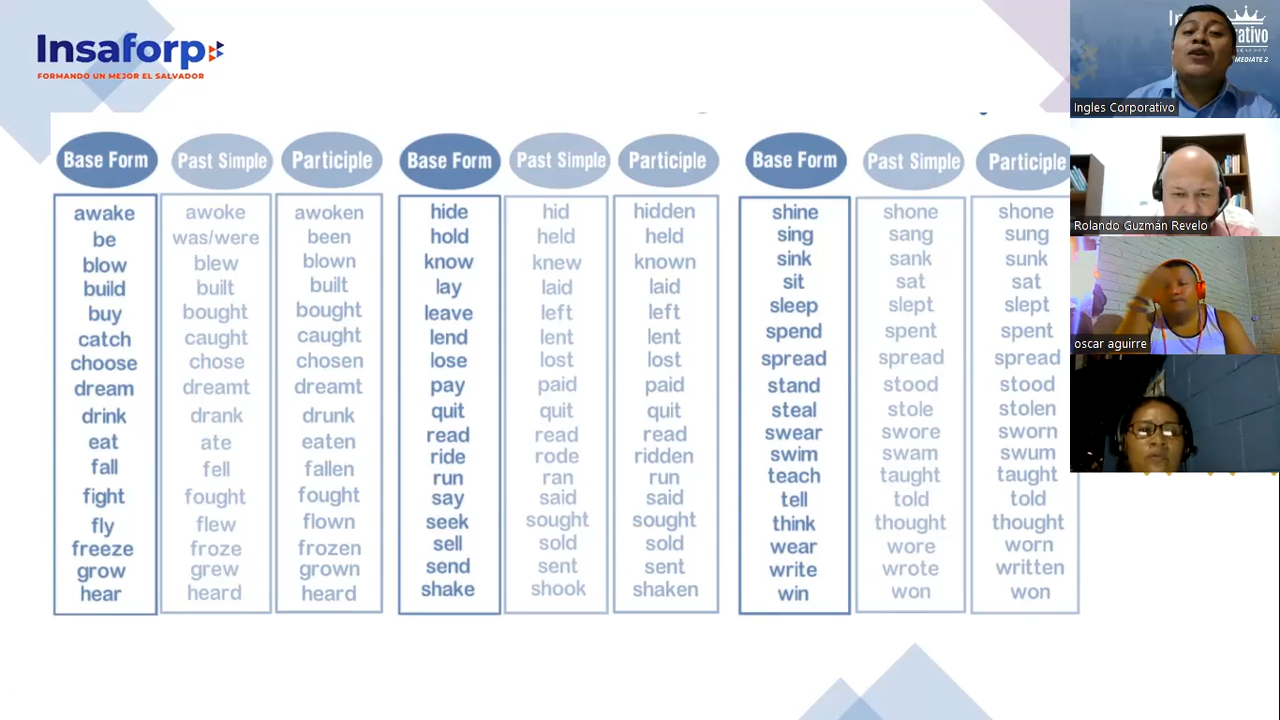 Insaforp
FORMANDO UN MEJOR EL SALVADOR
Base Form Past Simple Participle
awake awoke awoken
be was/were been
blow blew blown
build built built
buy bought bought
catch caught caught
choose chose chosen
dream dreamt dreamt
drink drank drunk
eat ate eaten
fall fell fallen
fight fought fought
fly flew flown
freeze froze frozen
grow grew grown
hear heard heard
Base Form Past Simple Participle
hide hid hidden
hold held held
know knew known
lay laid laid
leave left left
lend lent lent
lose lost lost
pay paid paid
quit quit quit
read read read
ride rode ridden
run ran run
say said said
seek sought sought
sell sold sold
send sent sent
shake shook shaken
Base Form Past Simple Participle
shine shone shone
sing sang sung
sink sank sunk
sit sat sat
sleep slept slept
spend spent spent
spread spread spread
stand stood stood
steal stole stolen
swear swore sworn
swim swam swum
teach taught taught
tell told told
think thought thought
wear wore worn
write wrote written
win won won
Ingles Corporativo
Rolando Guzmán Revelo
oscar aguirre